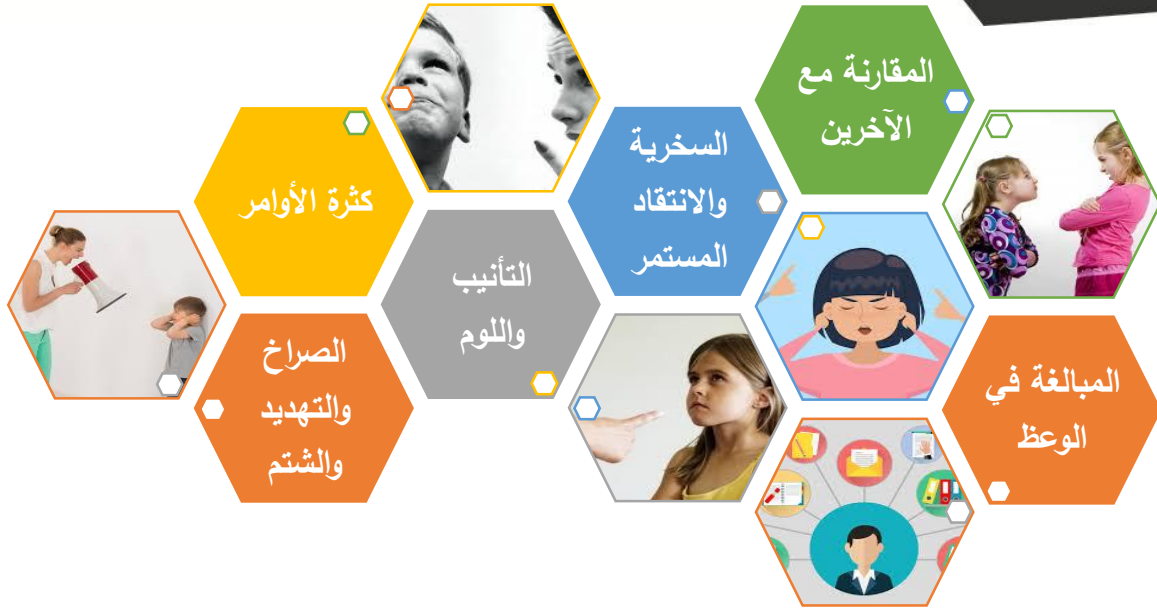 المقارنة مع
الآخرين
السخرية
والانتقاد
المستمر
كثرة الأوامر
التأنيب
واللوم
الصراخ
والتهديد
والشتم
المبالغة في
الوعظ